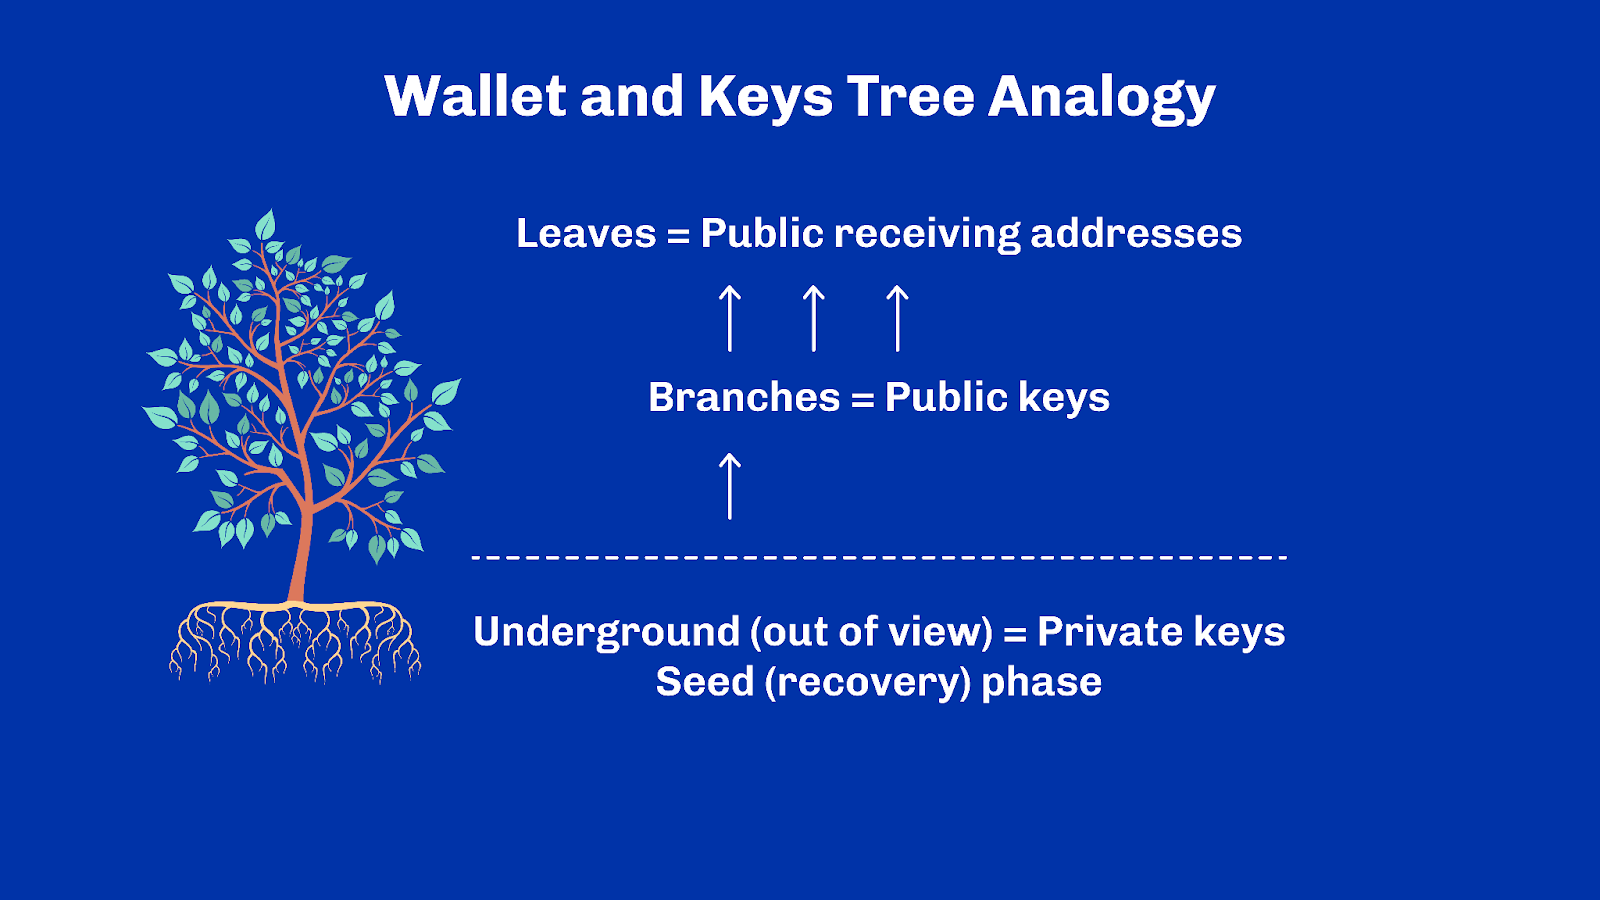 Wallet and Keys Tree Analogy
Leaves = Public receiving addresses
Branches = Public keys
Underground (out of view) = Private keys
Seed (recovery) phase